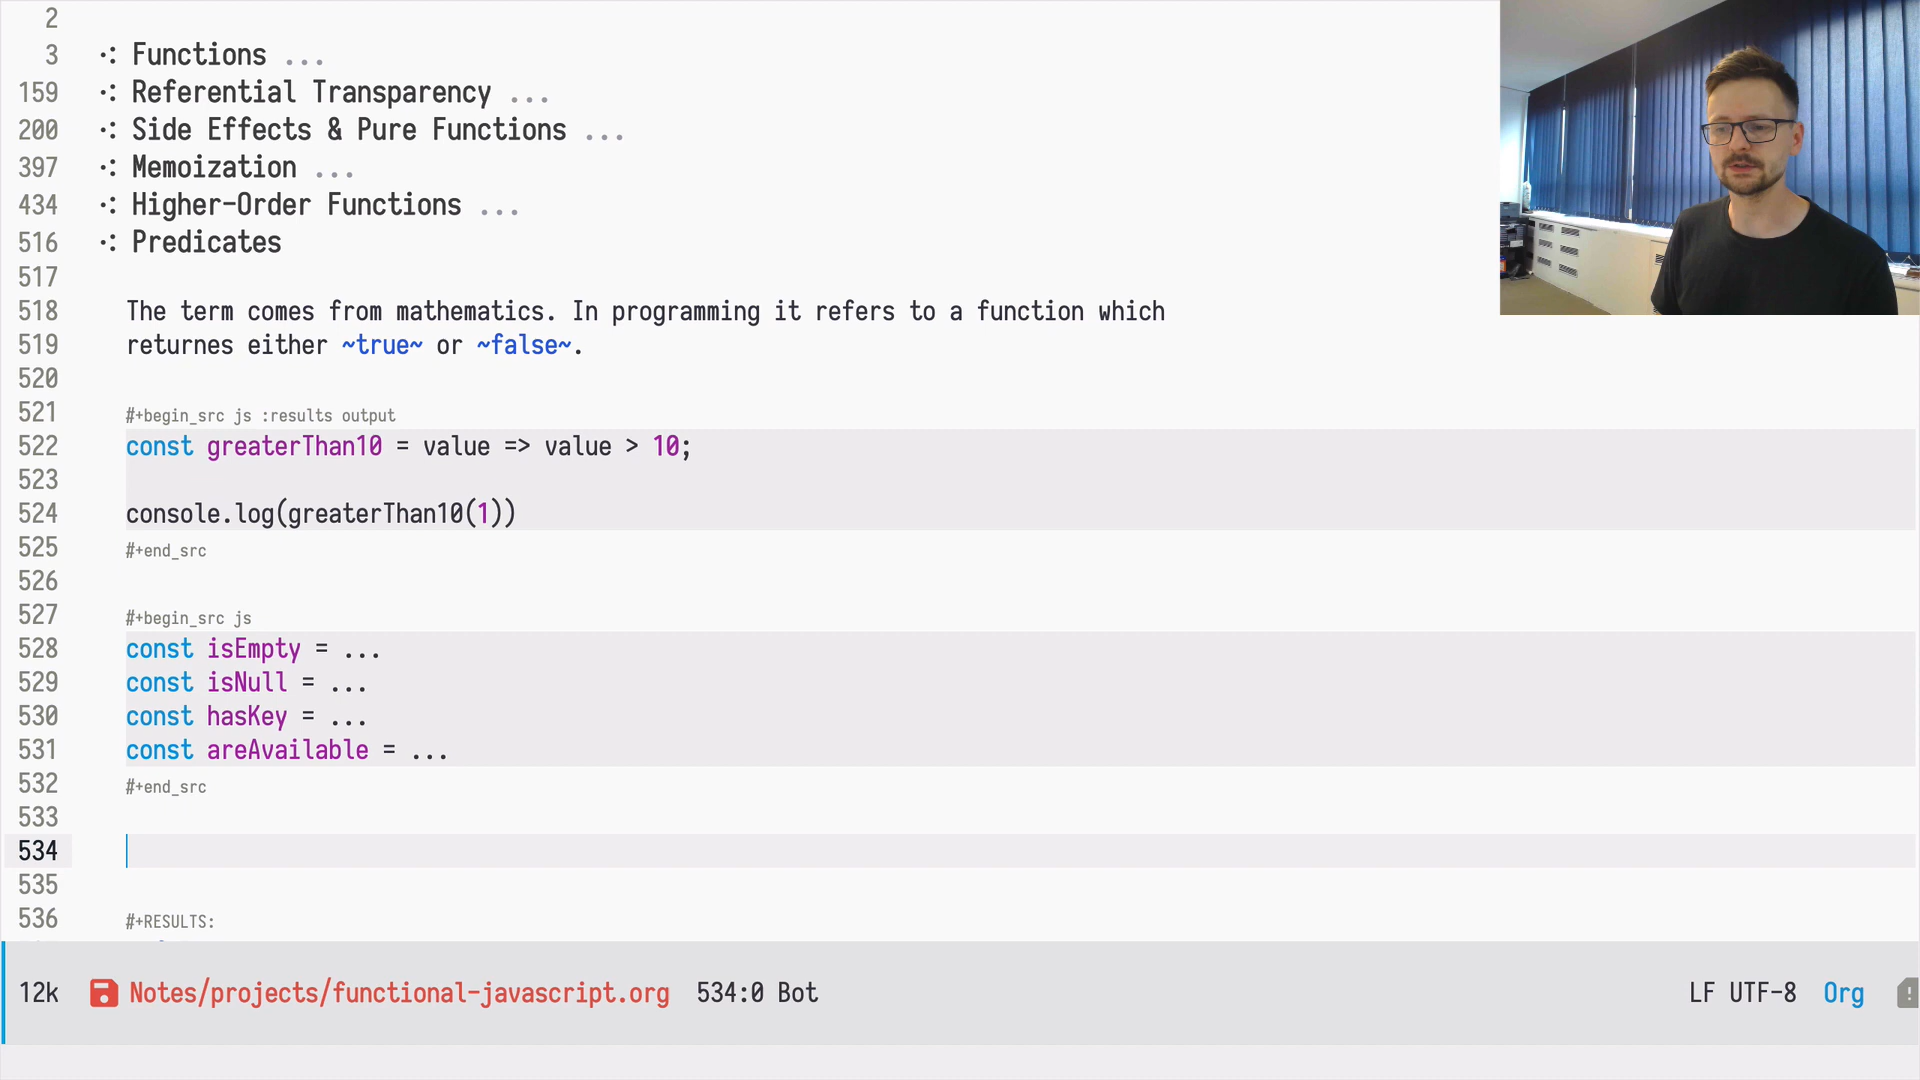 2
3 Functions ...
159 Referential Transparency ...
200 Side Effects & Pure Functions ...
397 Memoization ...
434 Higher-Order Functions ...
516 Predicates
517
518 The term comes from mathematics. In programming it refers to a function which
519 returnes either ~true~ or ~false~.
520
521 #+begin_src js :results output
522 const greaterThan10 = value => value > 10;
523
524 console.log(greaterThan10(1))
525 #+end_src
526
527 #+begin_src js
528 const isEmpty = ...
529 const isNull = ...
530 const hasKey = ...
531 const areAvailable = ...
532 #+end_src
533
534
535
536 #+RESULTS:
12k Notes/projects/functional-javascript.org 534:0 Bot LF UTF-8 Org